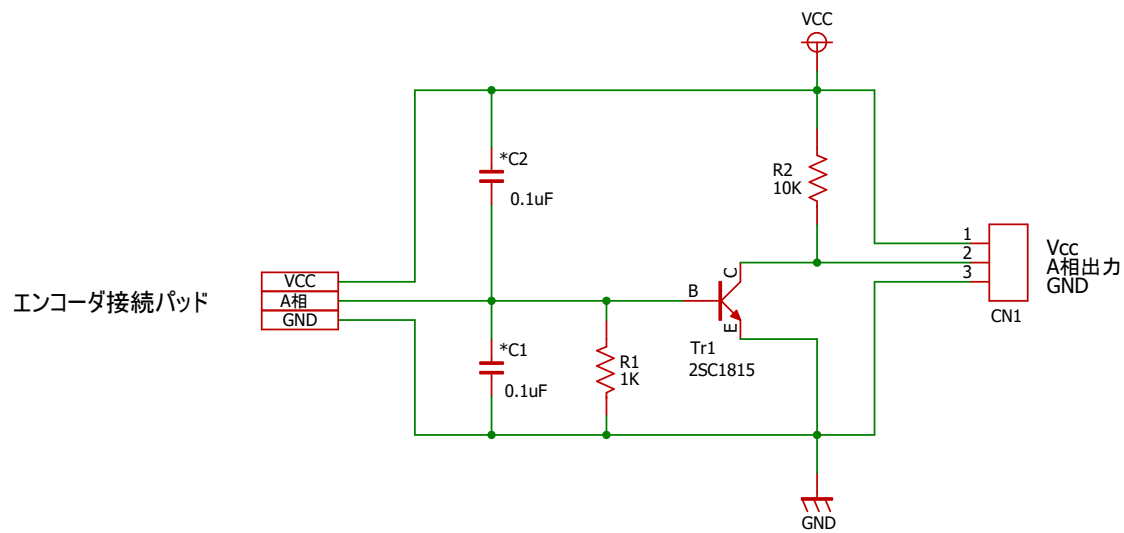 VCC
*C2
0.1uF
R2
10K
1
2
3
Vcc
A相出力
GND
CN1
エンコーダ接続パッド
VCC
A相
GND
B
C
E
Tr1
2SC1815
*C1
0.1uF
R1
1K
GND